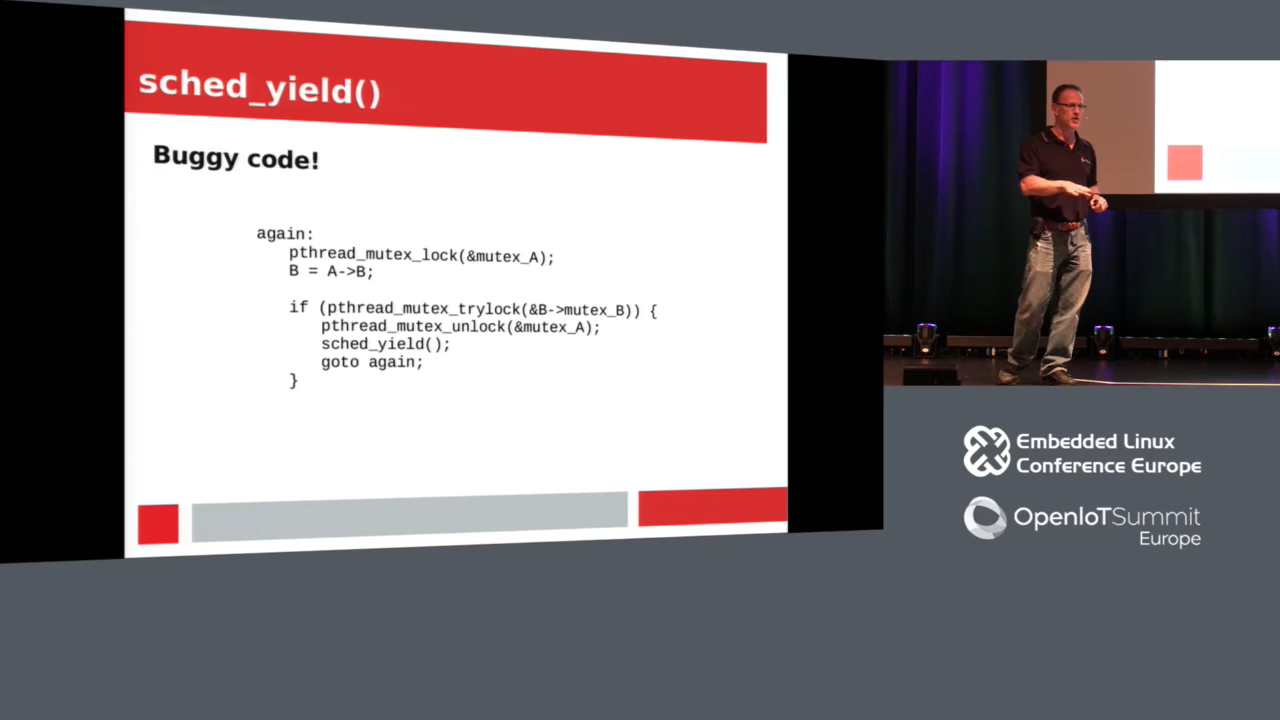 sched_yield()
Buggy code!
again:
pthread_mutex_lock(&mutex_A);
B = A->B;
if (pthread_mutex_trylock(&B->mutex_B)) {
pthread_mutex_unlock(&mutex_A);
sched_yield();
goto again;
}
Embedded Linux
Conference Europe
OpenIoTSummit
Europe